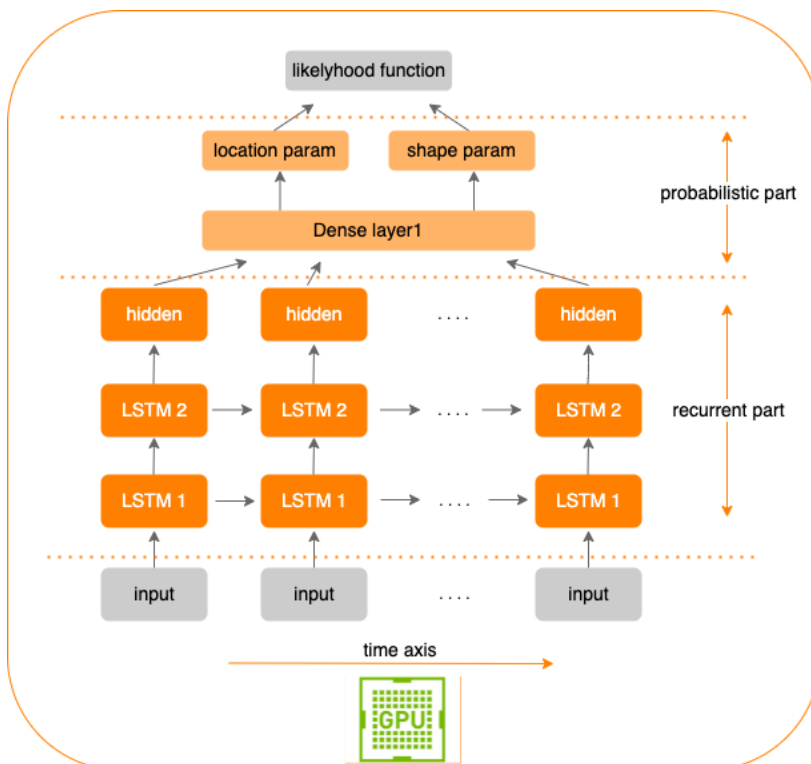 likelyhood function
location param
shape param
probabilistic part
Dense layer1
hidden
hidden
....
hidden
LSTM 2
LSTM 2
....
LSTM 2
recurrent part
LSTM 1
LSTM 1
....
LSTM 1
input
input
....
input
time axis
GPU